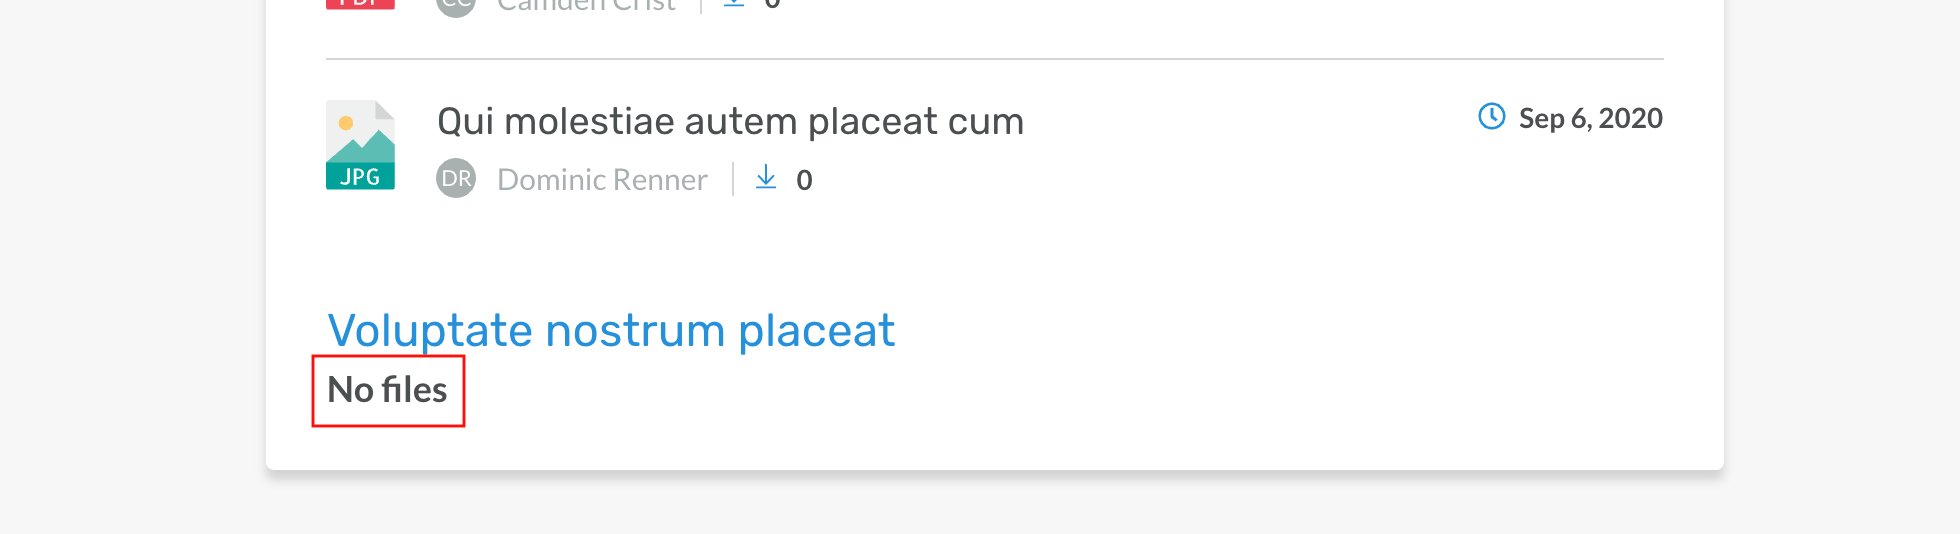 PDF CC Camden Crist 0
Qui molestiae autem placeat cum Sep 6, 2020
JPG DR Dominic Renner 0
Voluptate nostrum placeat
No files